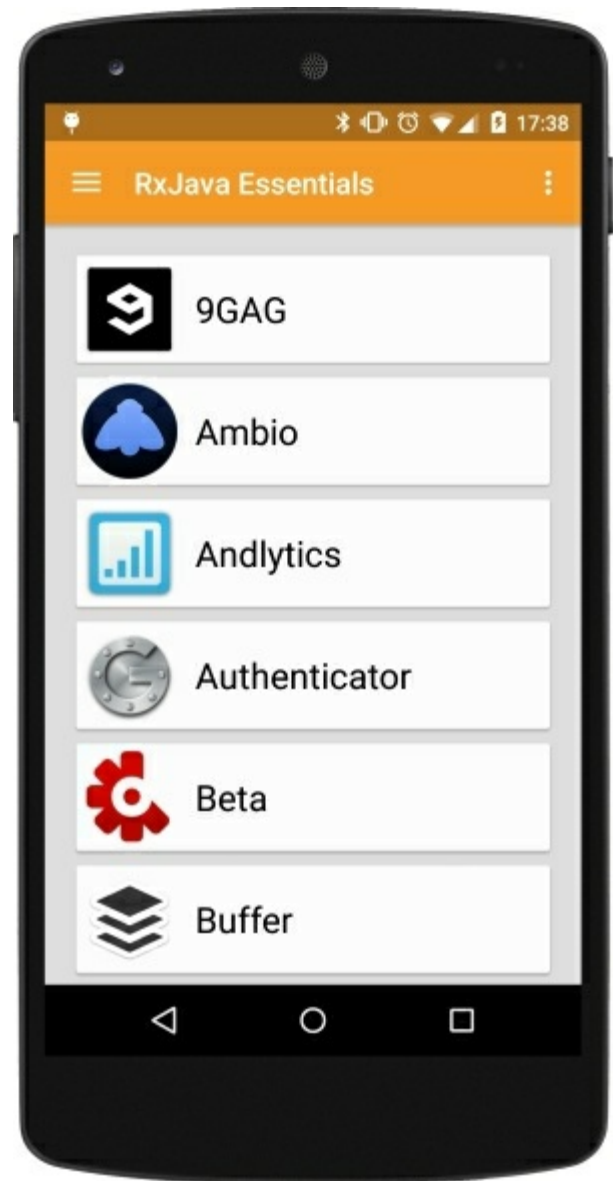 17:38
RxJava Essentials
9GAG
Ambio
Andlytics
Authenticator
Beta
Buffer